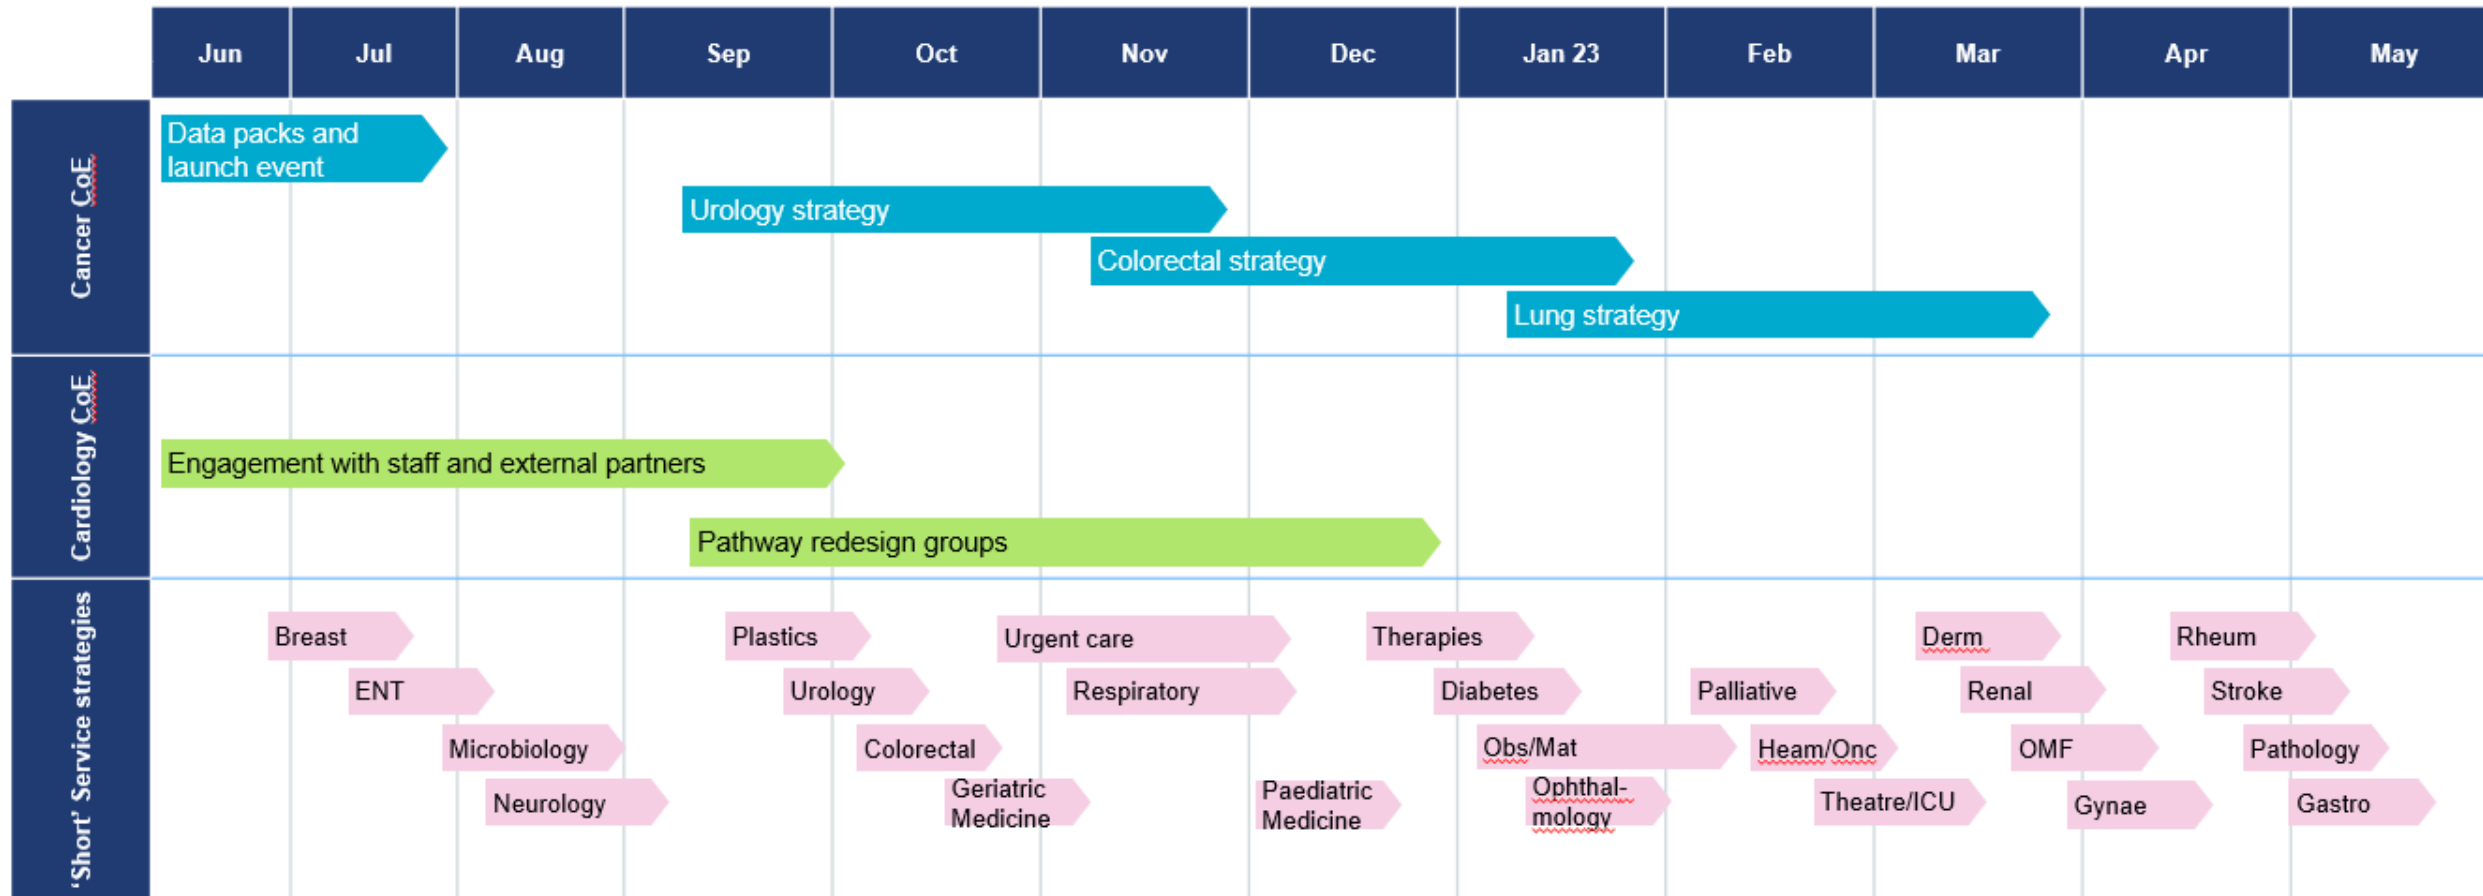 Jun
Jul
Aug
Sep
Oct
Nov
Dec
Jan 23
Feb
Mar
Apr
May
Cancer CoE
Data packs and
launch event
Urology strategy
Colorectal strategy
Lung strategy
Cardiology CoE
Engagement with staff and external partners
Pathway redesign groups
‘Short’ Service strategies
Breast
Plastics
Urgent care
Therapies
Derm
Rheum
ENT
Urology
Respiratory
Diabetes
Palliative
Renal
Stroke
Microbiology
Colorectal
Obs/Mat
Heam/Onc
OMF
Pathology
Neurology
Geriatric
Medicine
Paediatric
Medicine
Ophthal-
mology
Theatre/ICU
Gynae
Gastro